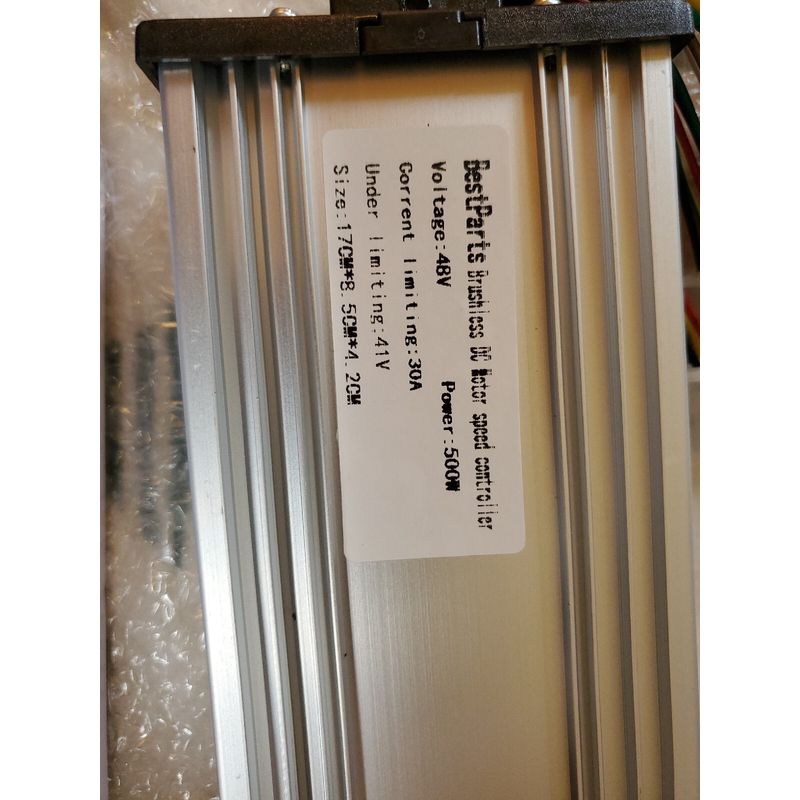 BestParts Brushless DC Motor speed controller
Voltage:48V Power:500W
Corrent limiting:30A
Under limiting:41V
Size:17CM*8.5CM*4.2CM